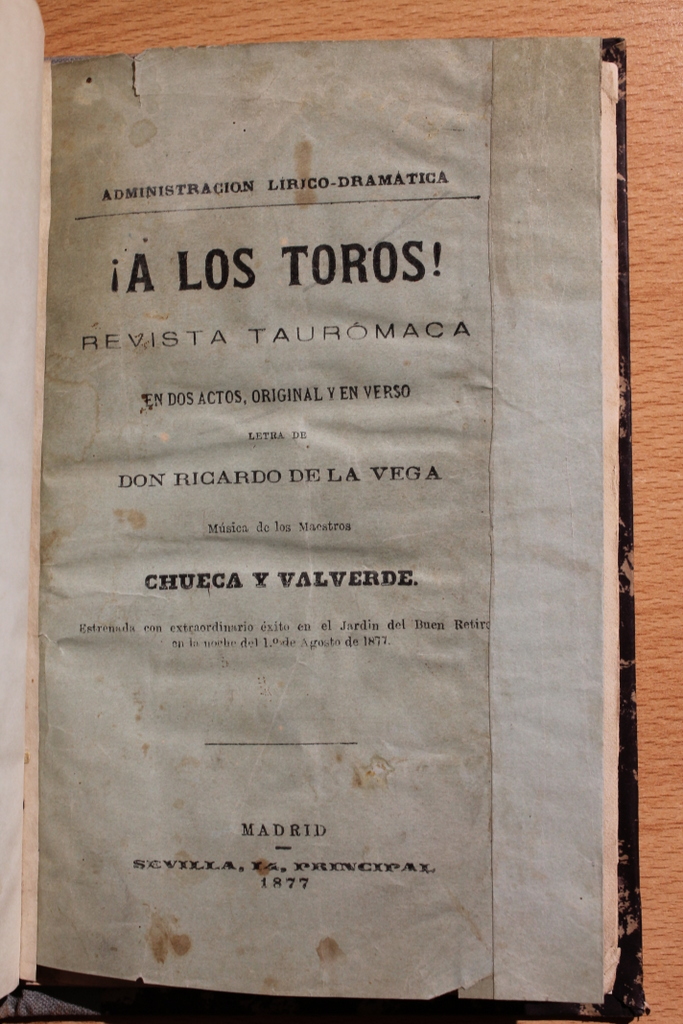 ADMINISTRACION LÍRICO-DRAMÁTICA
¡A LOS TOROS!
REVISTA TAURÓMACA
EN DOS ACTOS, ORIGINAL Y EN VERSO
LETRA DE
DON RICARDO DE LA VEGA
Música de los Maestros
CHUECA Y VALVERDE.
Estrenada con extraordinario éxito en el Jardin del Buen Retiro
en la noche del 1.º de Agosto de 1877.
MADRID
SEVILLA, 14, PRINCIPAL
1877